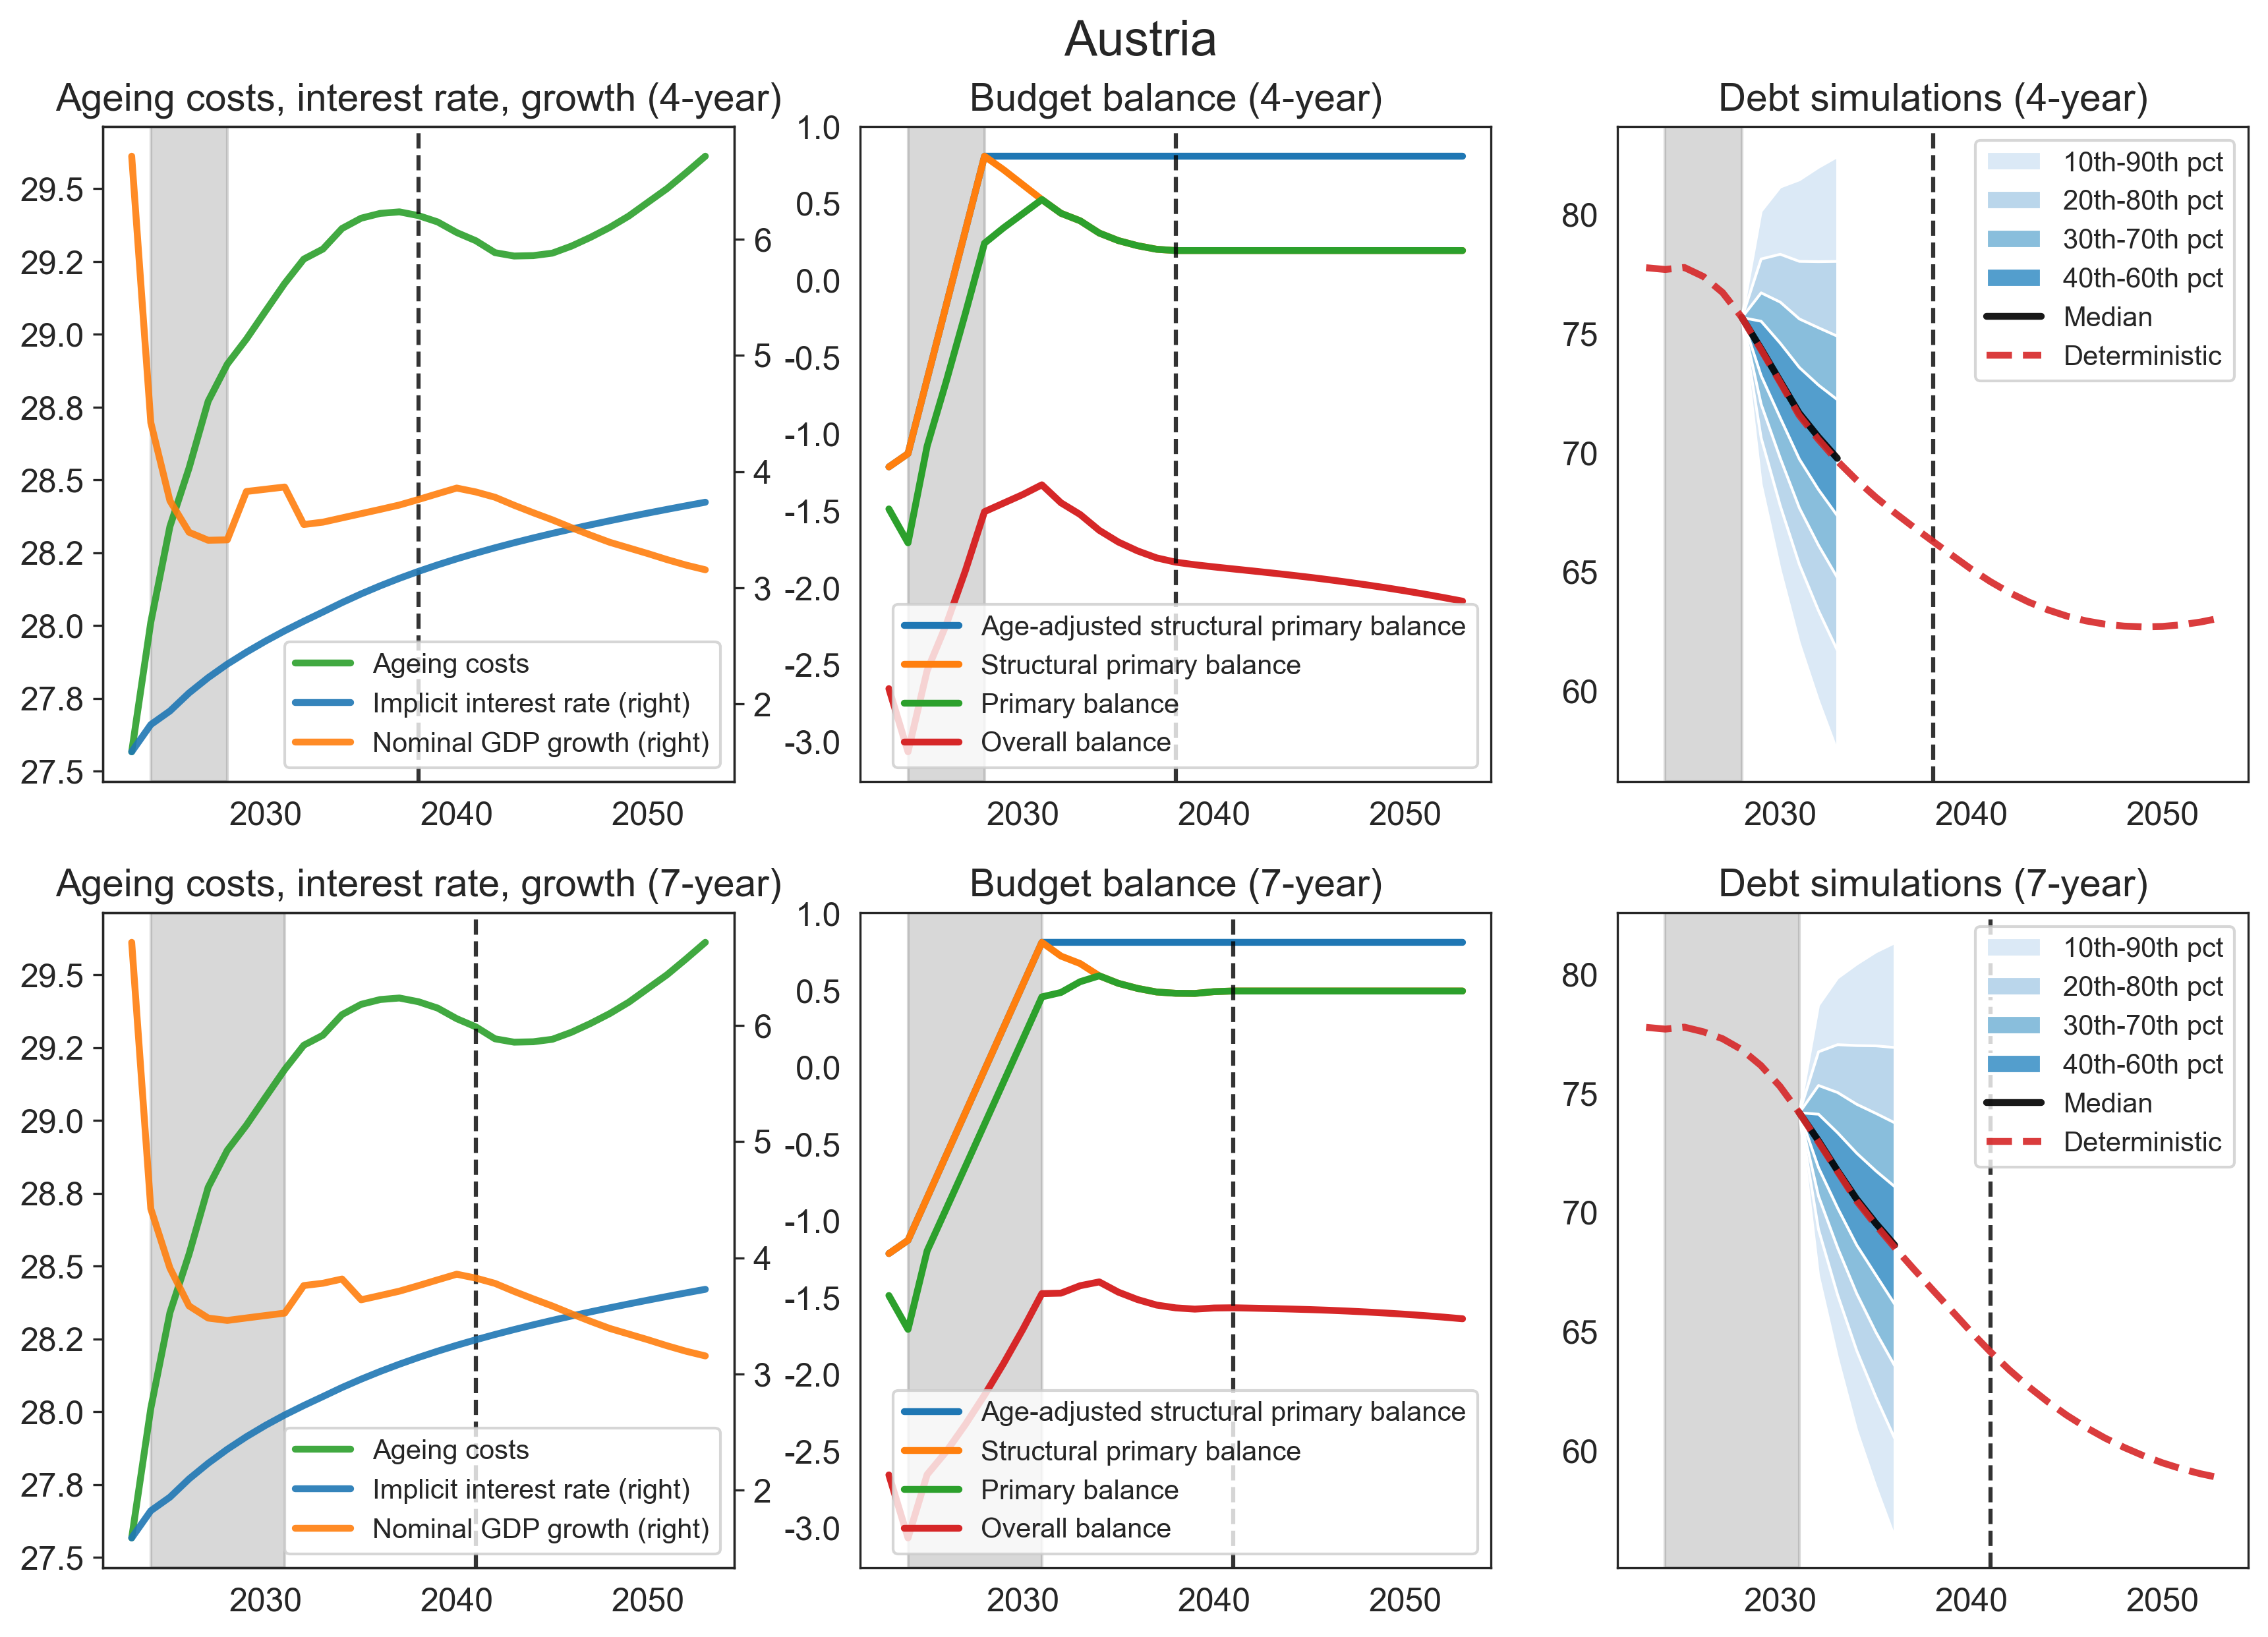 Austria
Ageing costs, interest rate, growth (4-year)
29.5
29.2
29.0
28.8
28.5
28.2
28.0
27.8
27.5
6
5
4
3
2
2030
2040
2050
Ageing costs
Implicit interest rate (right)
Nominal GDP growth (right)
Budget balance (4-year)
1.0
0.5
0.0
-0.5
-1.0
-1.5
-2.0
-2.5
-3.0
2030
2040
2050
Age-adjusted structural primary balance
Structural primary balance
Primary balance
Overall balance
Debt simulations (4-year)
80
75
70
65
60
2030
2040
2050
10th-90th pct
20th-80th pct
30th-70th pct
40th-60th pct
Median
Deterministic
Ageing costs, interest rate, growth (7-year)
29.5
29.2
29.0
28.8
28.5
28.2
28.0
27.8
27.5
6
5
4
3
2
2030
2040
2050
Ageing costs
Implicit interest rate (right)
Nominal GDP growth (right)
Budget balance (7-year)
1.0
0.5
0.0
-0.5
-1.0
-1.5
-2.0
-2.5
-3.0
2030
2040
2050
Age-adjusted structural primary balance
Structural primary balance
Primary balance
Overall balance
Debt simulations (7-year)
80
75
70
65
60
2030
2040
2050
10th-90th pct
20th-80th pct
30th-70th pct
40th-60th pct
Median
Deterministic